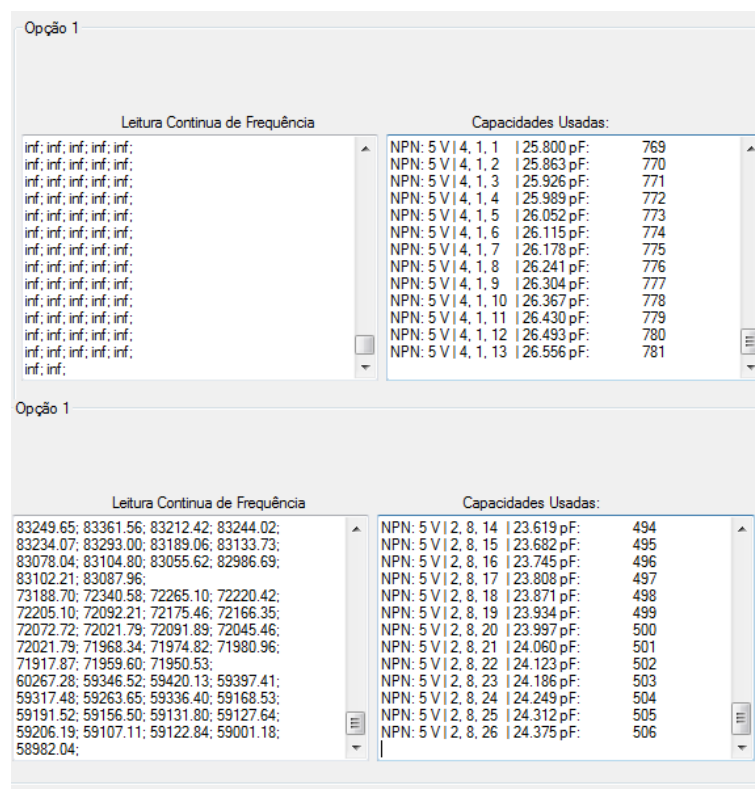 Opção 1
Leitura Continua de Frequência
inf; inf; inf; inf; inf;
inf; inf; inf; inf; inf;
inf; inf; inf; inf; inf;
inf; inf; inf; inf; inf;
inf; inf; inf; inf; inf;
inf; inf; inf; inf; inf;
inf; inf; inf; inf; inf;
inf; inf; inf; inf; inf;
inf; inf; inf; inf; inf;
inf; inf; inf; inf; inf;
inf; inf; inf; inf; inf;
inf; inf; inf; inf; inf;
inf; inf; inf; inf; inf;
inf; inf;
Capacidades Usadas:
NPN: 5 V | 4, 1, 1 | 25.800 pF: 769
NPN: 5 V | 4, 1, 2 | 25.863 pF: 770
NPN: 5 V | 4, 1, 3 | 25.926 pF: 771
NPN: 5 V | 4, 1, 4 | 25.989 pF: 772
NPN: 5 V | 4, 1, 5 | 26.052 pF: 773
NPN: 5 V | 4, 1, 6 | 26.115 pF: 774
NPN: 5 V | 4, 1, 7 | 26.178 pF: 775
NPN: 5 V | 4, 1, 8 | 26.241 pF: 776
NPN: 5 V | 4, 1, 9 | 26.304 pF: 777
NPN: 5 V | 4, 1, 10 | 26.367 pF: 778
NPN: 5 V | 4, 1, 11 | 26.430 pF: 779
NPN: 5 V | 4, 1, 12 | 26.493 pF: 780
NPN: 5 V | 4, 1, 13 | 26.556 pF: 781
Opção 1
Leitura Continua de Frequência
83249.65; 83361.56; 83212.42; 83244.02;
83234.07; 83293.00; 83189.06; 83133.73;
83078.04; 83104.80; 83055.62; 82986.69;
83102.21; 83087.96;
73188.70; 72340.58; 72265.10; 72220.42;
72205.10; 72092.21; 72175.46; 72166.35;
72072.72; 72021.79; 72091.89; 72045.46;
72021.79; 71968.34; 71974.82; 71980.96;
71917.87; 71959.60; 71950.53;
60267.28; 59346.52; 59420.13; 59397.41;
59317.48; 59263.65; 59336.40; 59168.53;
59191.52; 59156.50; 59131.80; 59127.64;
59206.19; 59107.11; 59122.84; 59001.18;
58982.04;
Capacidades Usadas:
NPN: 5 V | 2, 8, 14 | 23.619 pF: 494
NPN: 5 V | 2, 8, 15 | 23.682 pF: 495
NPN: 5 V | 2, 8, 16 | 23.745 pF: 496
NPN: 5 V | 2, 8, 17 | 23.808 pF: 497
NPN: 5 V | 2, 8, 18 | 23.871 pF: 498
NPN: 5 V | 2, 8, 19 | 23.934 pF: 499
NPN: 5 V | 2, 8, 20 | 23.997 pF: 500
NPN: 5 V | 2, 8, 21 | 24.060 pF: 501
NPN: 5 V | 2, 8, 22 | 24.123 pF: 502
NPN: 5 V | 2, 8, 23 | 24.186 pF: 503
NPN: 5 V | 2, 8, 24 | 24.249 pF: 504
NPN: 5 V | 2, 8, 25 | 24.312 pF: 505
NPN: 5 V | 2, 8, 26 | 24.375 pF: 506